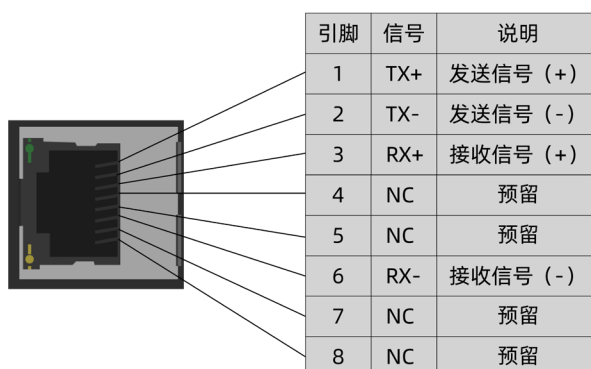 引脚 信号 说明
1 TX+ 发送信号（+）
2 TX- 发送信号（-）
3 RX+ 接收信号（+）
4 NC 预留
5 NC 预留
6 RX- 接收信号（-）
7 NC 预留
8 NC 预留